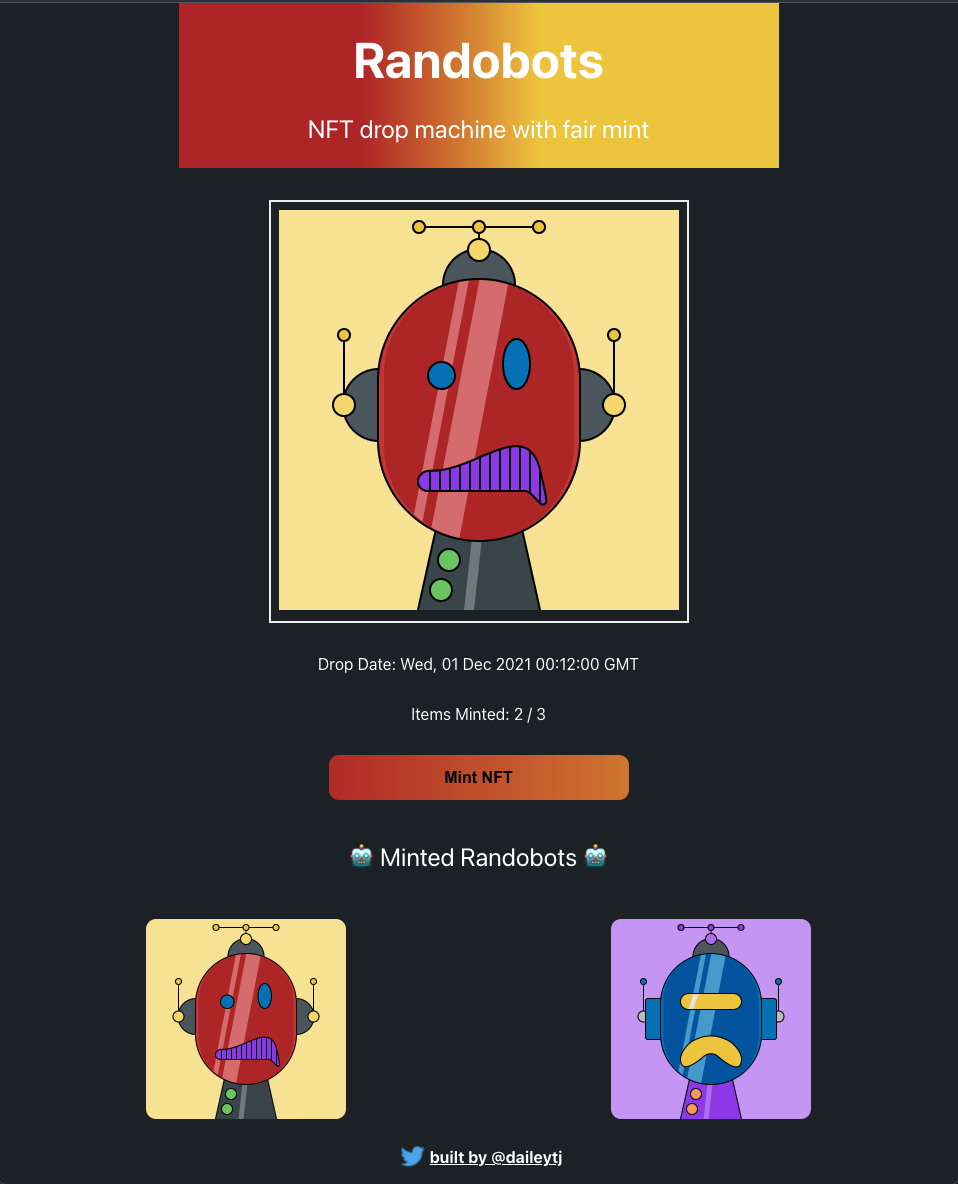 Randobots
NFT drop machine with fair mint
Drop Date: Wed, 01 Dec 2021 00:12:00 GMT
Items Minted: 2 / 3
Mint NFT
🤖 Minted Randobots 🤖
built by @daileytj